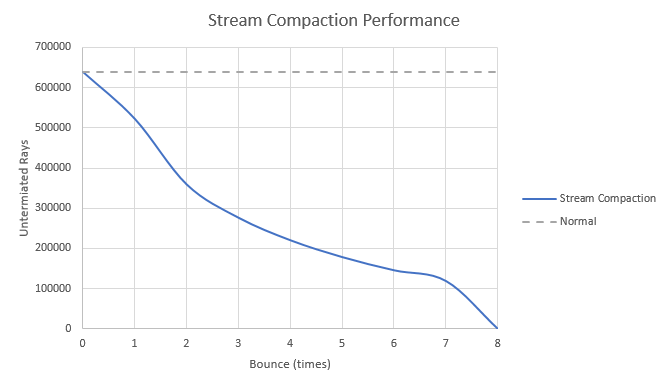 Stream Compaction Performance
700000
600000
500000
400000
300000
200000
100000
0
Untermiated Rays
0 1 2 3 4 5 6 7 8
Bounce (times)
Stream Compaction
Normal